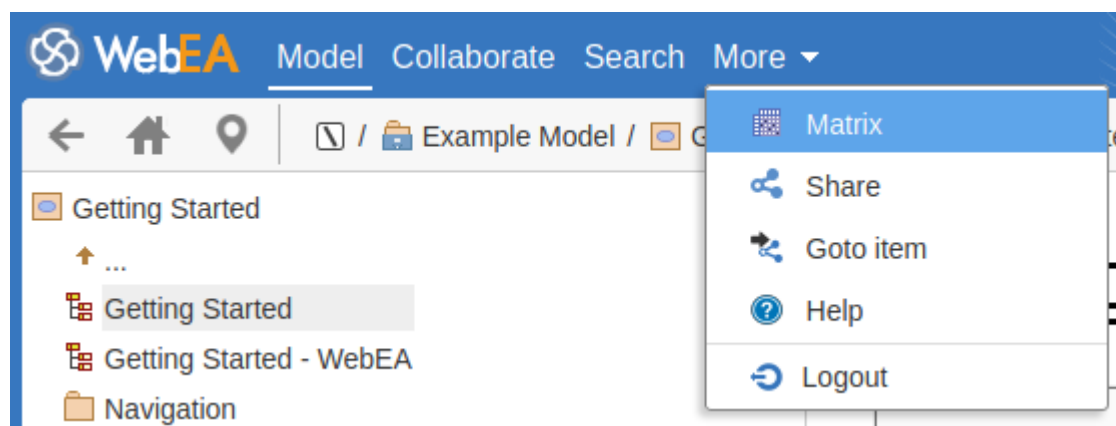 WebEA Model Collaborate Search More
/ Example Model / G
Matrix
Share
Getting Started
Goto item
...
Getting Started
Help
Getting Started - WebEA
Logout
Navigation